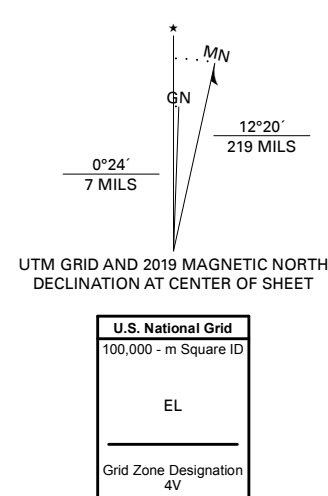 ★
MN
GN
12°20´
219 MILS
0°24´
7 MILS
UTM GRID AND 2019 MAGNETIC NORTH
DECLINATION AT CENTER OF SHEET
U.S. National Grid
100,000 - m Square ID
EL
Grid Zone Designation
4V